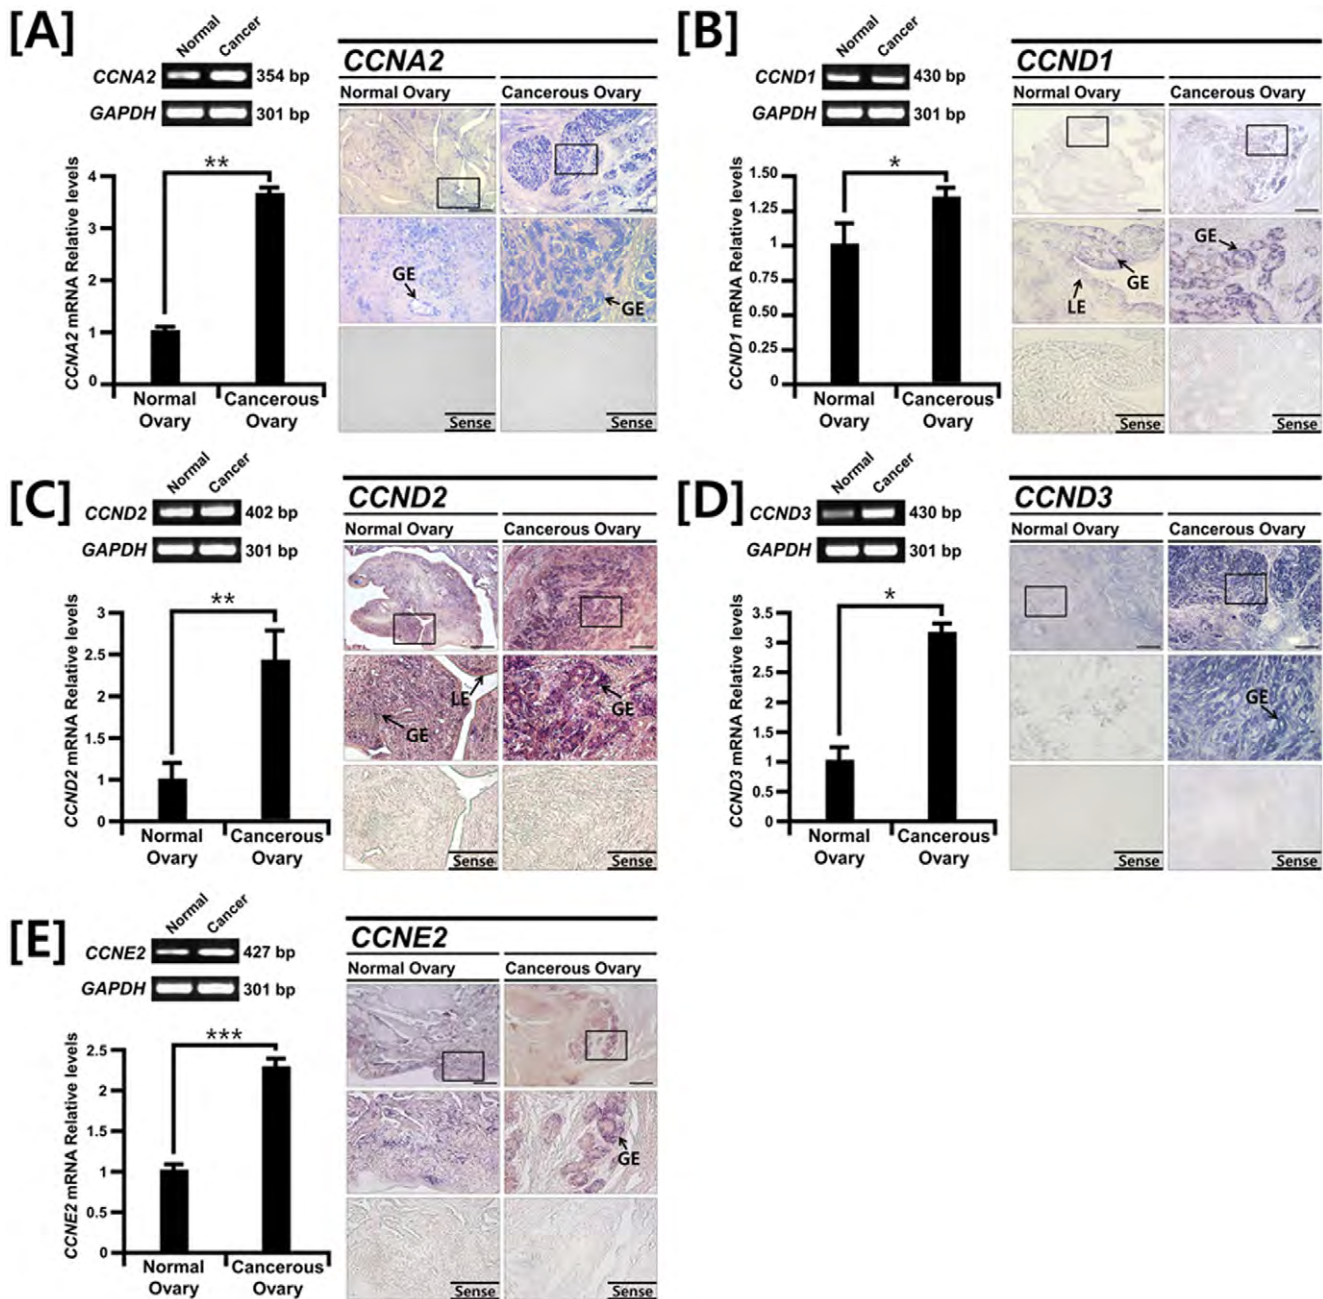 [A]
Normal Cancer
CCNA2 354 bp
GAPDH 301 bp
**
CCNA2 mRNA Relative levels
4
3
2
1
0
Normal Ovary
Cancerous Ovary
CCNA2
Normal Ovary Cancerous Ovary
GE
GE
Sense Sense
[B]
Normal Cancer
CCND1 430 bp
GAPDH 301 bp
*
CCND1 mRNA Relative levels
1.50
1.25
1
0.75
0.50
0.25
0
Normal Ovary
Cancerous Ovary
CCND1
Normal Ovary Cancerous Ovary
GE
LE
GE
Sense Sense
[C]
Normal Cancer
CCND2 402 bp
GAPDH 301 bp
**
CCND2 mRNA Relative levels
3
2.5
2
1.5
1
0
Normal Ovary
Cancerous Ovary
CCND2
Normal Ovary Cancerous Ovary
LE
GE
GE
Sense Sense
[D]
Normal Cancer
CCND3 430 bp
GAPDH 301 bp
*
CCND3 mRNA Relative levels
3.5
3
2.5
2
1.5
1
0.5
0
Normal Ovary
Cancerous Ovary
CCND3
Normal Ovary Cancerous Ovary
GE
Sense Sense
[E]
Normal Cancer
CCNE2 427 bp
GAPDH 301 bp
***
CCNE2 mRNA Relative levels
2.5
2
1.5
1
0.5
0
Normal Ovary
Cancerous Ovary
CCNE2
Normal Ovary Cancerous Ovary
GE
Sense Sense